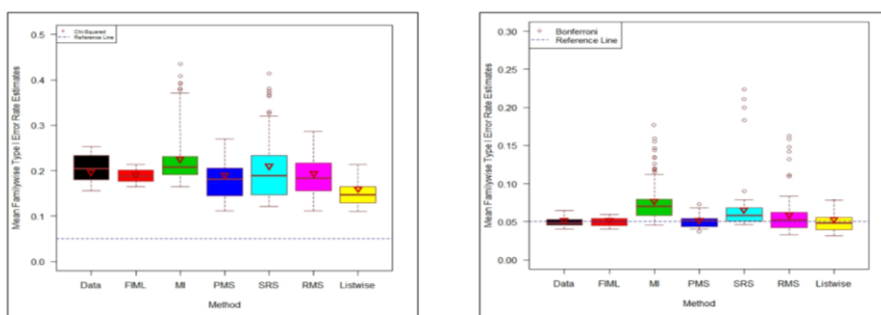 Mean Familywise Type I Error Rate Estimates
0.5
0.4
0.3
0.2
0.1
0.0
Chi-Squared
Reference Line
Data FIML MI PMS SRS RMS Listwise
Method
Mean Familywise Type I Error Rate Estimates
0.30
0.25
0.20
0.15
0.10
0.05
0.00
Bonferroni
Reference Line
Data FIML MI PMS SRS RMS Listwise
Method